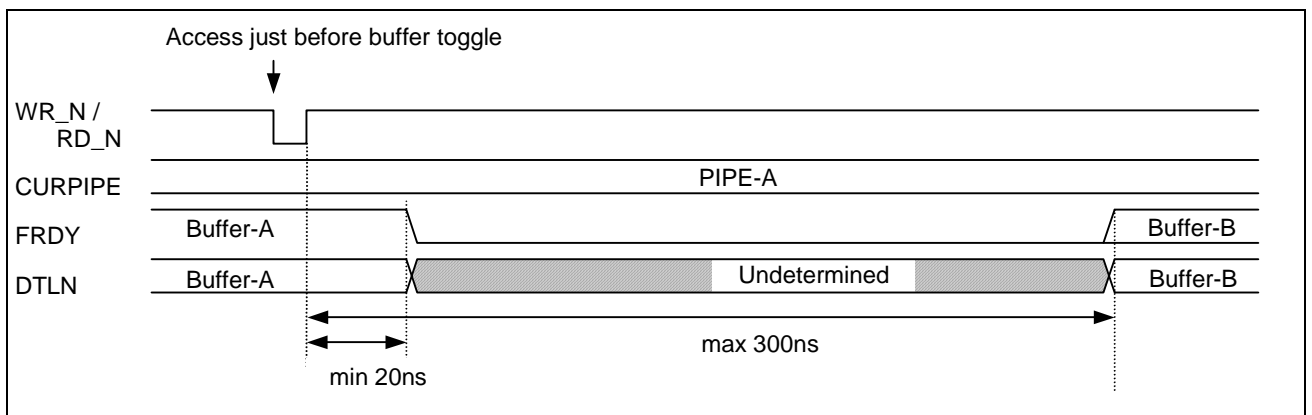 Access just before buffer toggle
WR_N /
RD_N
CURPIPE
PIPE-A
FRDY
Buffer-A
Buffer-B
DTLN
Buffer-A
Undetermined
Buffer-B
max 300ns
min 20ns